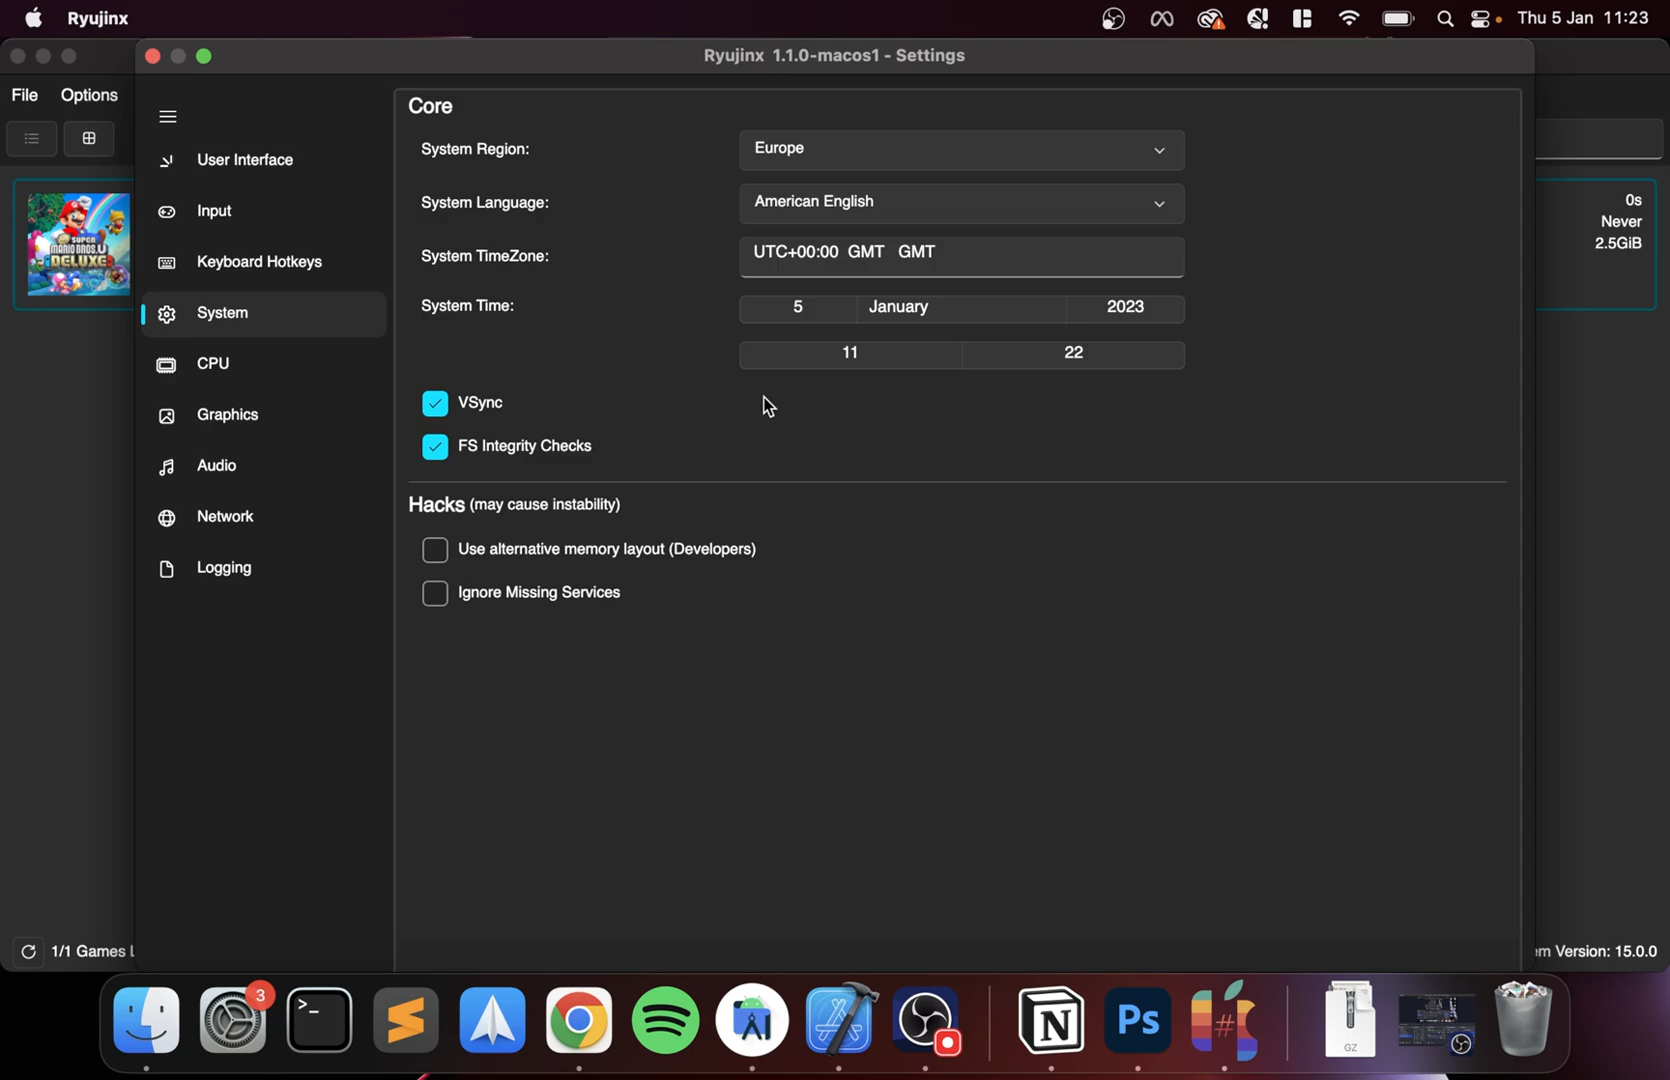 Ryujinx
Thu 5 Jan 11:23
Ryujinx 1.1.0-macos1 - Settings
File Options
Core
System Region: Europe
System Language: American English
System TimeZone: UTC+00:00 GMT GMT
System Time: 5 January 2023
11 22
VSync
FS Integrity Checks
Hacks (may cause instability)
Use alternative memory layout (Developers)
Ignore Missing Services
User Interface
Input
Keyboard Hotkeys
System
CPU
Graphics
Audio
Network
Logging
SUPER
MARIO BROS.U
DELUXE
0s
Never
2.5GiB
1/1 Games
Version: 15.0.0
3
>_
N
Ps
#
GZ